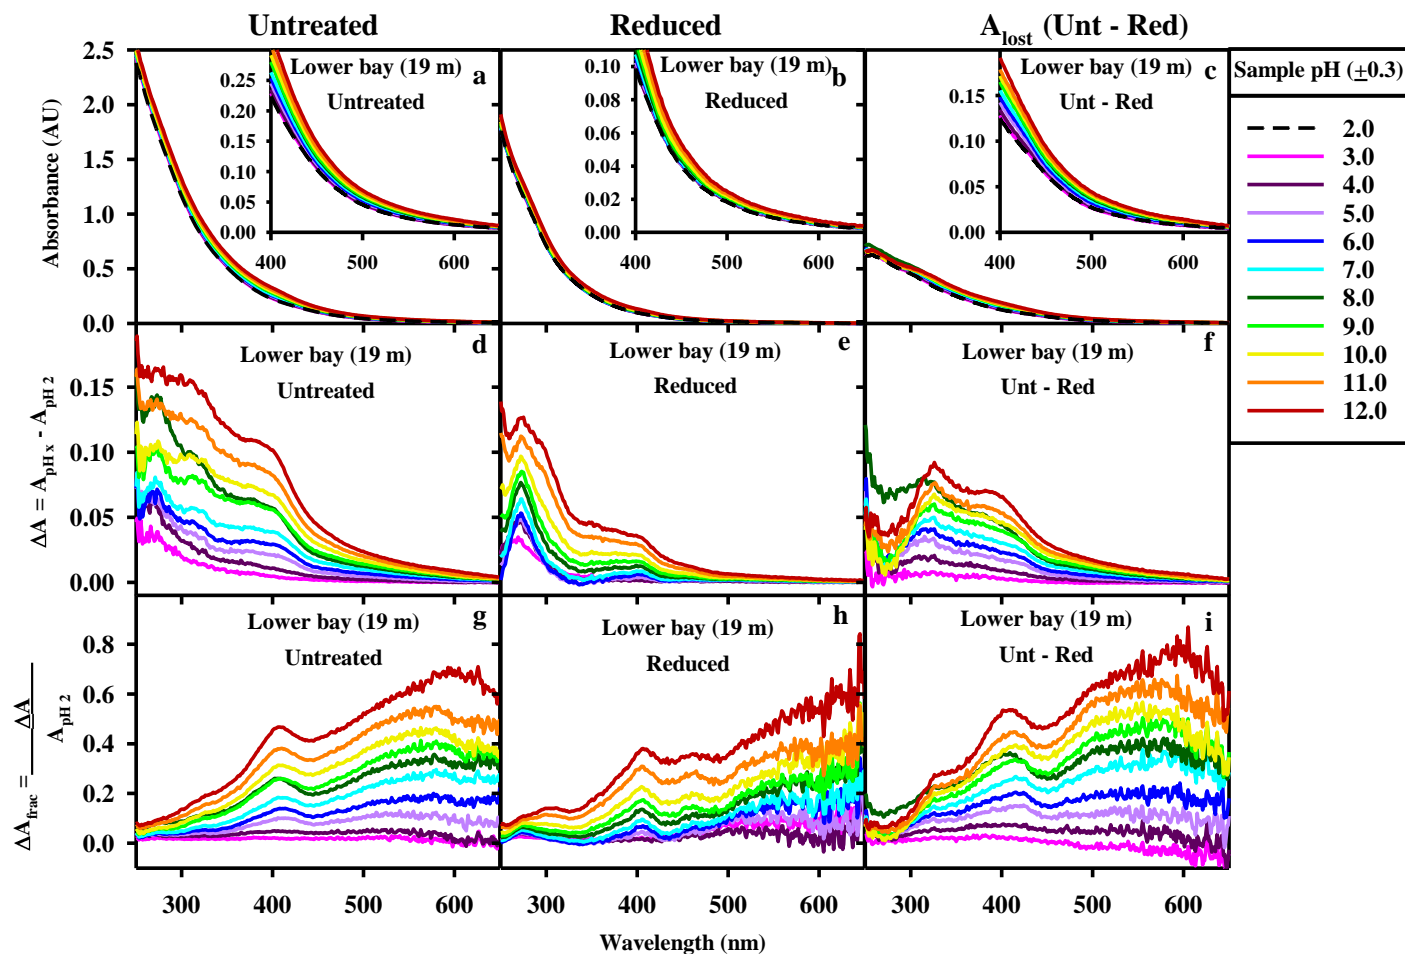 Untreated
Reduced
A_lost (Unt - Red)
2.5
2.0
1.5
1.0
0.5
0.0
Absorbance (AU)
Lower bay (19 m) a
Untreated
0.25
0.20
0.15
0.10
0.05
0.00
400 500 600
Lower bay (19 m) b
Reduced
0.10
0.08
0.06
0.04
0.02
0.00
400 500 600
Lower bay (19 m) c
Unt - Red
0.15
0.10
0.05
0.00
400 500 600
Sample pH (±0.3)
2.0
3.0
4.0
5.0
6.0
7.0
8.0
9.0
10.0
11.0
12.0
ΔA = A_pH x - A_pH 2
0.15
0.10
0.05
0.00
Lower bay (19 m) d
Untreated
Lower bay (19 m) e
Reduced
Lower bay (19 m) f
Unt - Red
ΔA_frac = ΔA
A_pH 2
0.8
0.6
0.4
0.2
0.0
Lower bay (19 m) g
Untreated
Lower bay (19 m) h
Reduced
Lower bay (19 m) i
Unt - Red
300 400 500 600 300 400 500 600 300 400 500 600
Wavelength (nm)